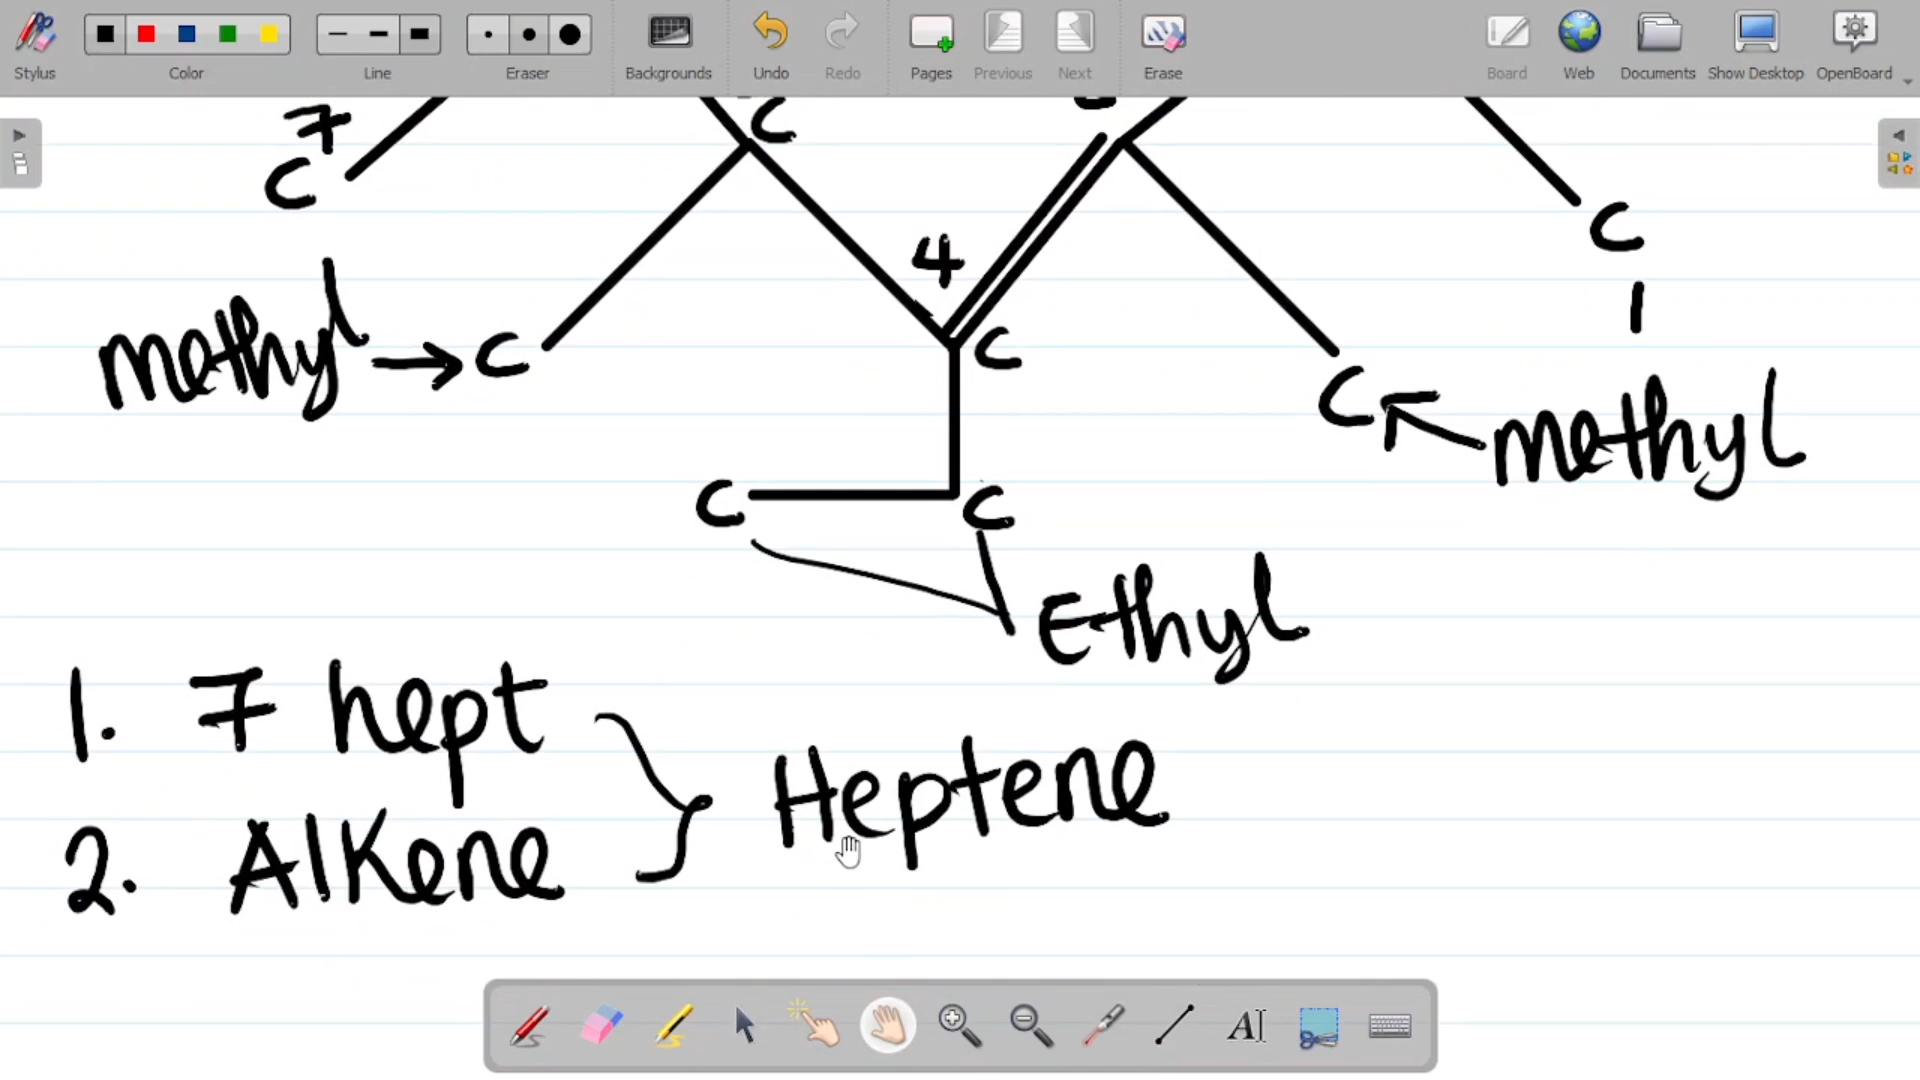 Stylus
Color
Line
Eraser
Backgrounds
Undo
Redo
Pages
Previous
Next
Erase
Board
Web
Documents
Show Desktop
OpenBoard
7
C
C
C
1
4
C
methyl → C
C ← methyl
C
C
Ethyl
1. 7 hept
2. Alkene
Heptene